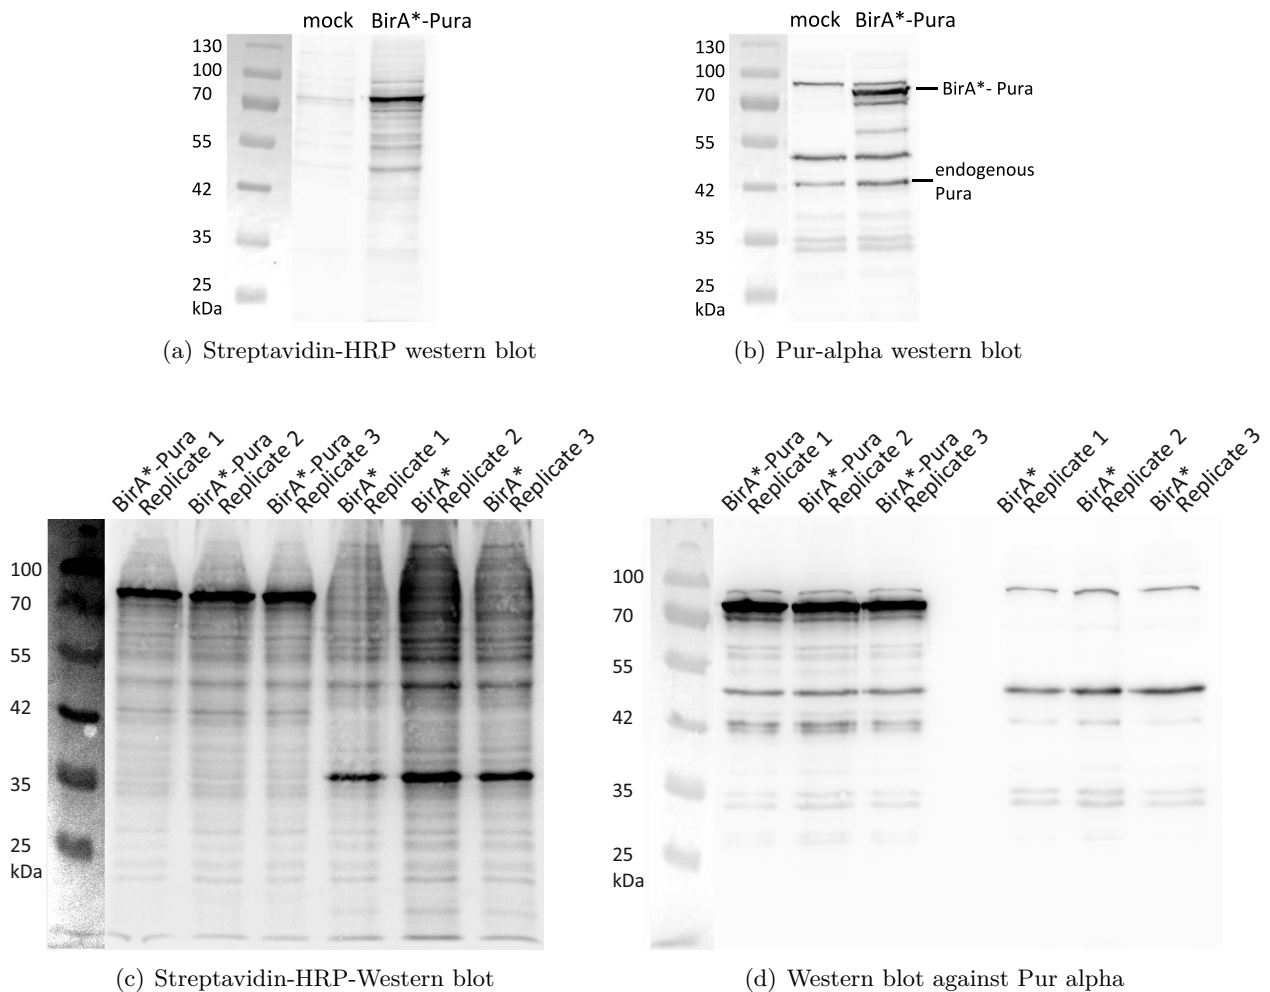 mock BirA*-Pura
130
100
70
55
42
35
25
kDa
(a) Streptavidin-HRP western blot
mock BirA*-Pura
130
100
70
55
42
35
25
kDa
BirA*- Pura
endogenous
Pura
(b) Pur-alpha western blot
BirA*-Pura
Replicate 1
BirA*-Pura
Replicate 2
BirA*-Pura
Replicate 3
BirA*
Replicate 1
BirA*
Replicate 2
BirA*
Replicate 3
100
70
55
42
35
25
kDa
(c) Streptavidin-HRP-Western blot
BirA*-Pura
Replicate 1
BirA*-Pura
Replicate 2
BirA*-Pura
Replicate 3
BirA*
Replicate 1
BirA*
Replicate 2
BirA*
Replicate 3
100
70
55
42
35
25
kDa
(d) Western blot against Pur alpha